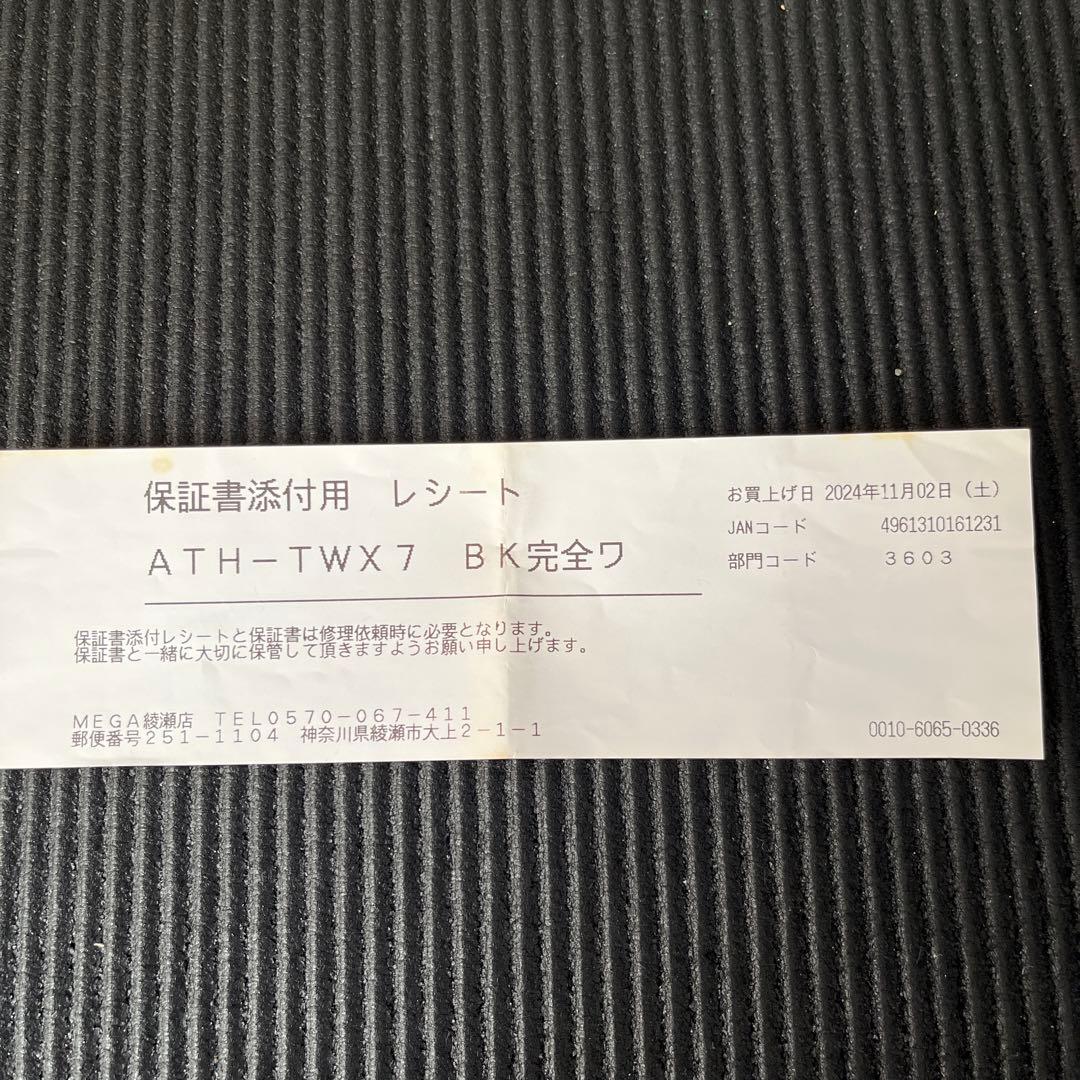 保証書添付用　レシート
ＡＴＨ－ＴＷＸ７　ＢＫ完全ワ
お買上げ日 2024年11月02日（土）
JANコード 4961310161231
部門コード ３６０３
保証書添付レシートと保証書は修理依頼時に必要となります。
保証書と一緒に大切に保管して頂きますようお願い申し上げます。
ＭＥＧＡ綾瀬店　ＴＥＬ０５７０－０６７－４１１
郵便番号２５１－１１０４　神奈川県綾瀬市大上２－１－１
0010-6065-0336